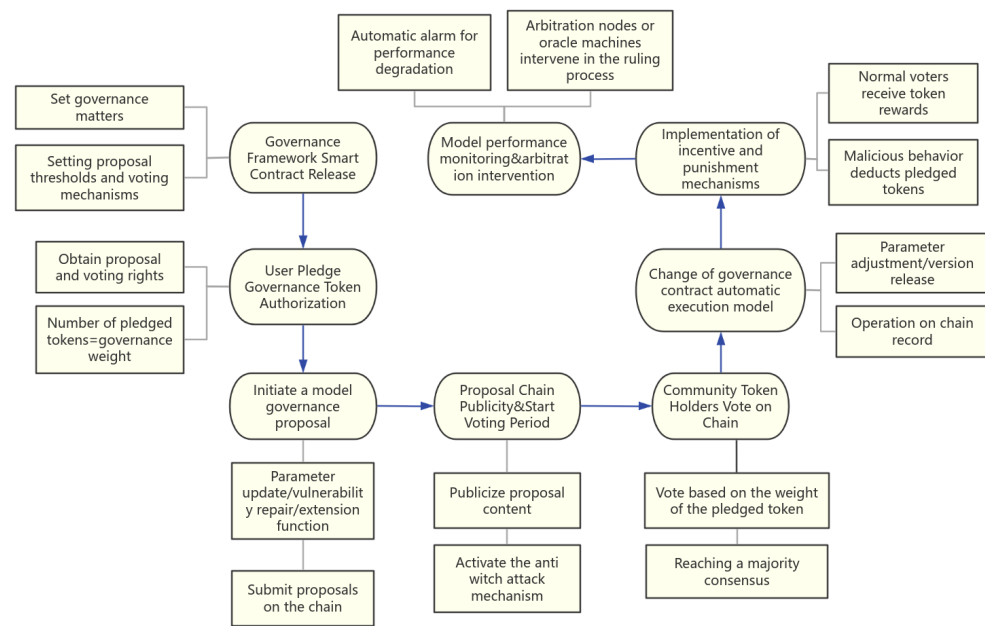 Automatic alarm for
performance
degradation
Arbitration nodes or
oracle machines
intervene in the ruling
process
Set governance
matters
Setting proposal
thresholds and voting
mechanisms
Governance
Framework Smart
Contract Release
Model performance
monitoring&arbitrat
ion intervention
Implementation of
incentive and
punishment
mechanisms
Normal voters
receive token
rewards
Malicious behavior
deducts pledged
tokens
Obtain proposal
and voting rights
Number of pledged
tokens=governance
weight
User Pledge
Governance Token
Authorization
Change of governance
contract automatic
execution model
Parameter
adjustment/version
release
Operation on chain
record
Initiate a model
governance
proposal
Proposal Chain
Publicity&Start
Voting Period
Community Token
Holders Vote on
Chain
Parameter
update/vulnerabilit
y repair/extension
function
Submit proposals
on the chain
Publicize proposal
content
Activate the anti
witch attack
mechanism
Vote based on the weight
of the pledged token
Reaching a majority
consensus